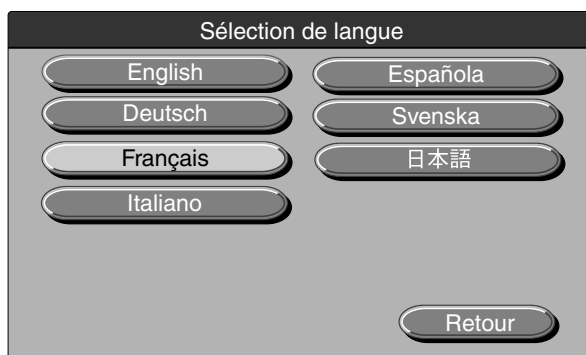 Sélection de langue
English
Española
Deutsch
Svenska
Français
日本語
Italiano
Retour